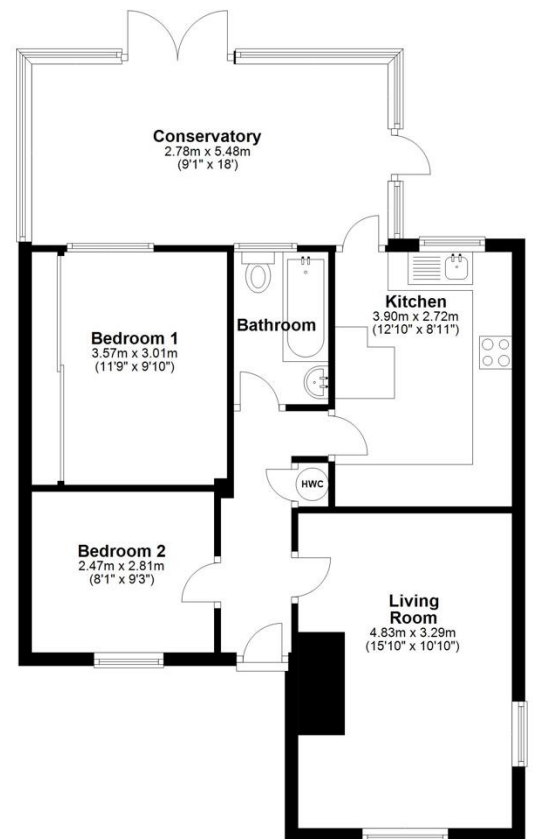 Conservatory
2.78m x 5.48m
(9'1" x 18')
Kitchen
3.90m x 2.72m
(12'10" x 8'11")
Bathroom
Bedroom 1
3.57m x 3.01m
(11'9" x 9'10")
HWC
Bedroom 2
2.47m x 2.81m
(8'1" x 9'3")
Living
Room
4.83m x 3.29m
(15'10" x 10'10")